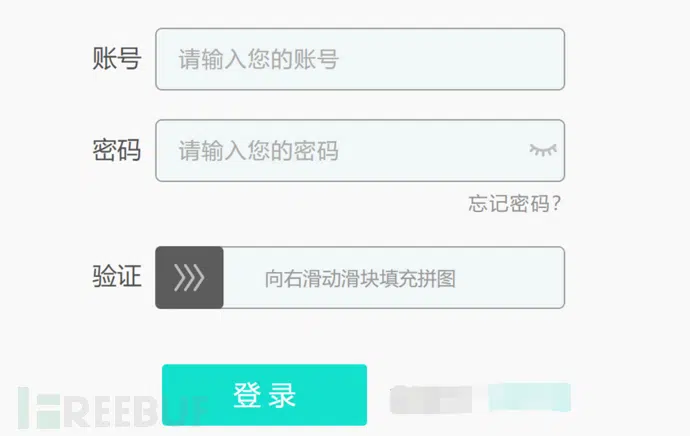 账号 请输入您的账号
密码 请输入您的密码
忘记密码?
验证 向右滑动滑块填充拼图
登录
FREEBUF